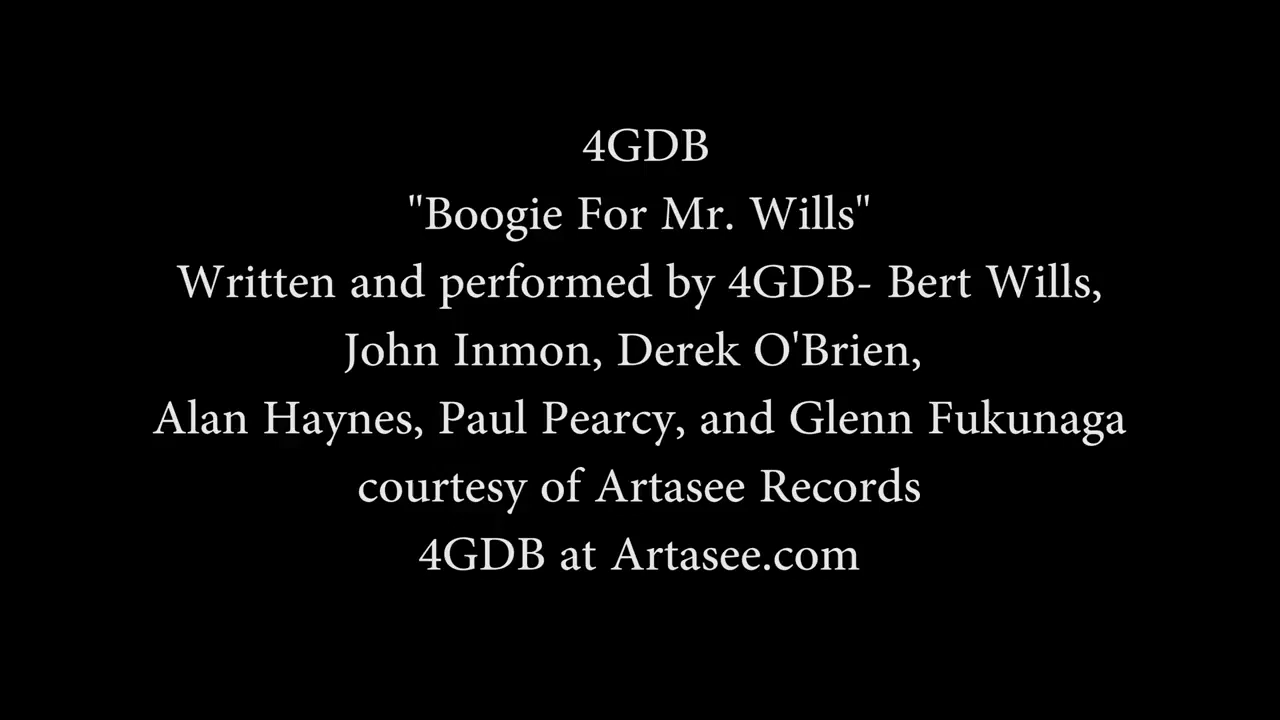 4GDB
"Boogie For Mr. Wills"
Written and performed by 4GDB- Bert Wills,
John Inmon, Derek O'Brien,
Alan Haynes, Paul Pearcy, and Glenn Fukunaga
courtesy of Artasee Records
4GDB at Artasee.com